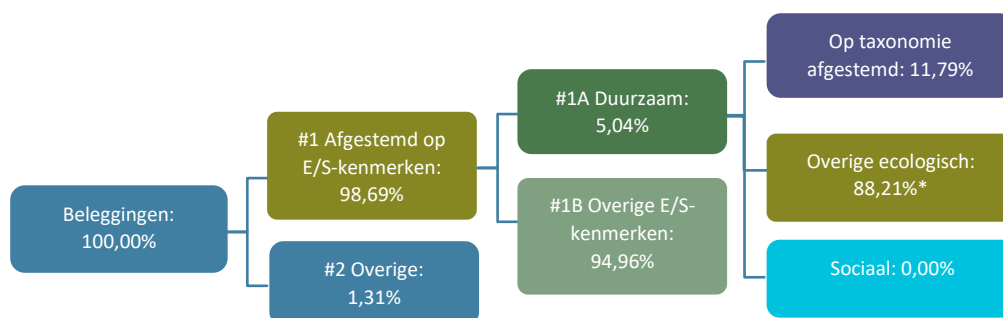 Beleggingen:
100,00%
#1 Afgestemd op
E/S-kenmerken:
98,69%
#2 Overige:
1,31%
#1A Duurzaam:
5,04%
#1B Overige E/S-
kenmerken:
94,96%
Op taxonomie
afgestemd: 11,79%
Overige ecologisch:
88,21%*
Sociaal: 0,00%